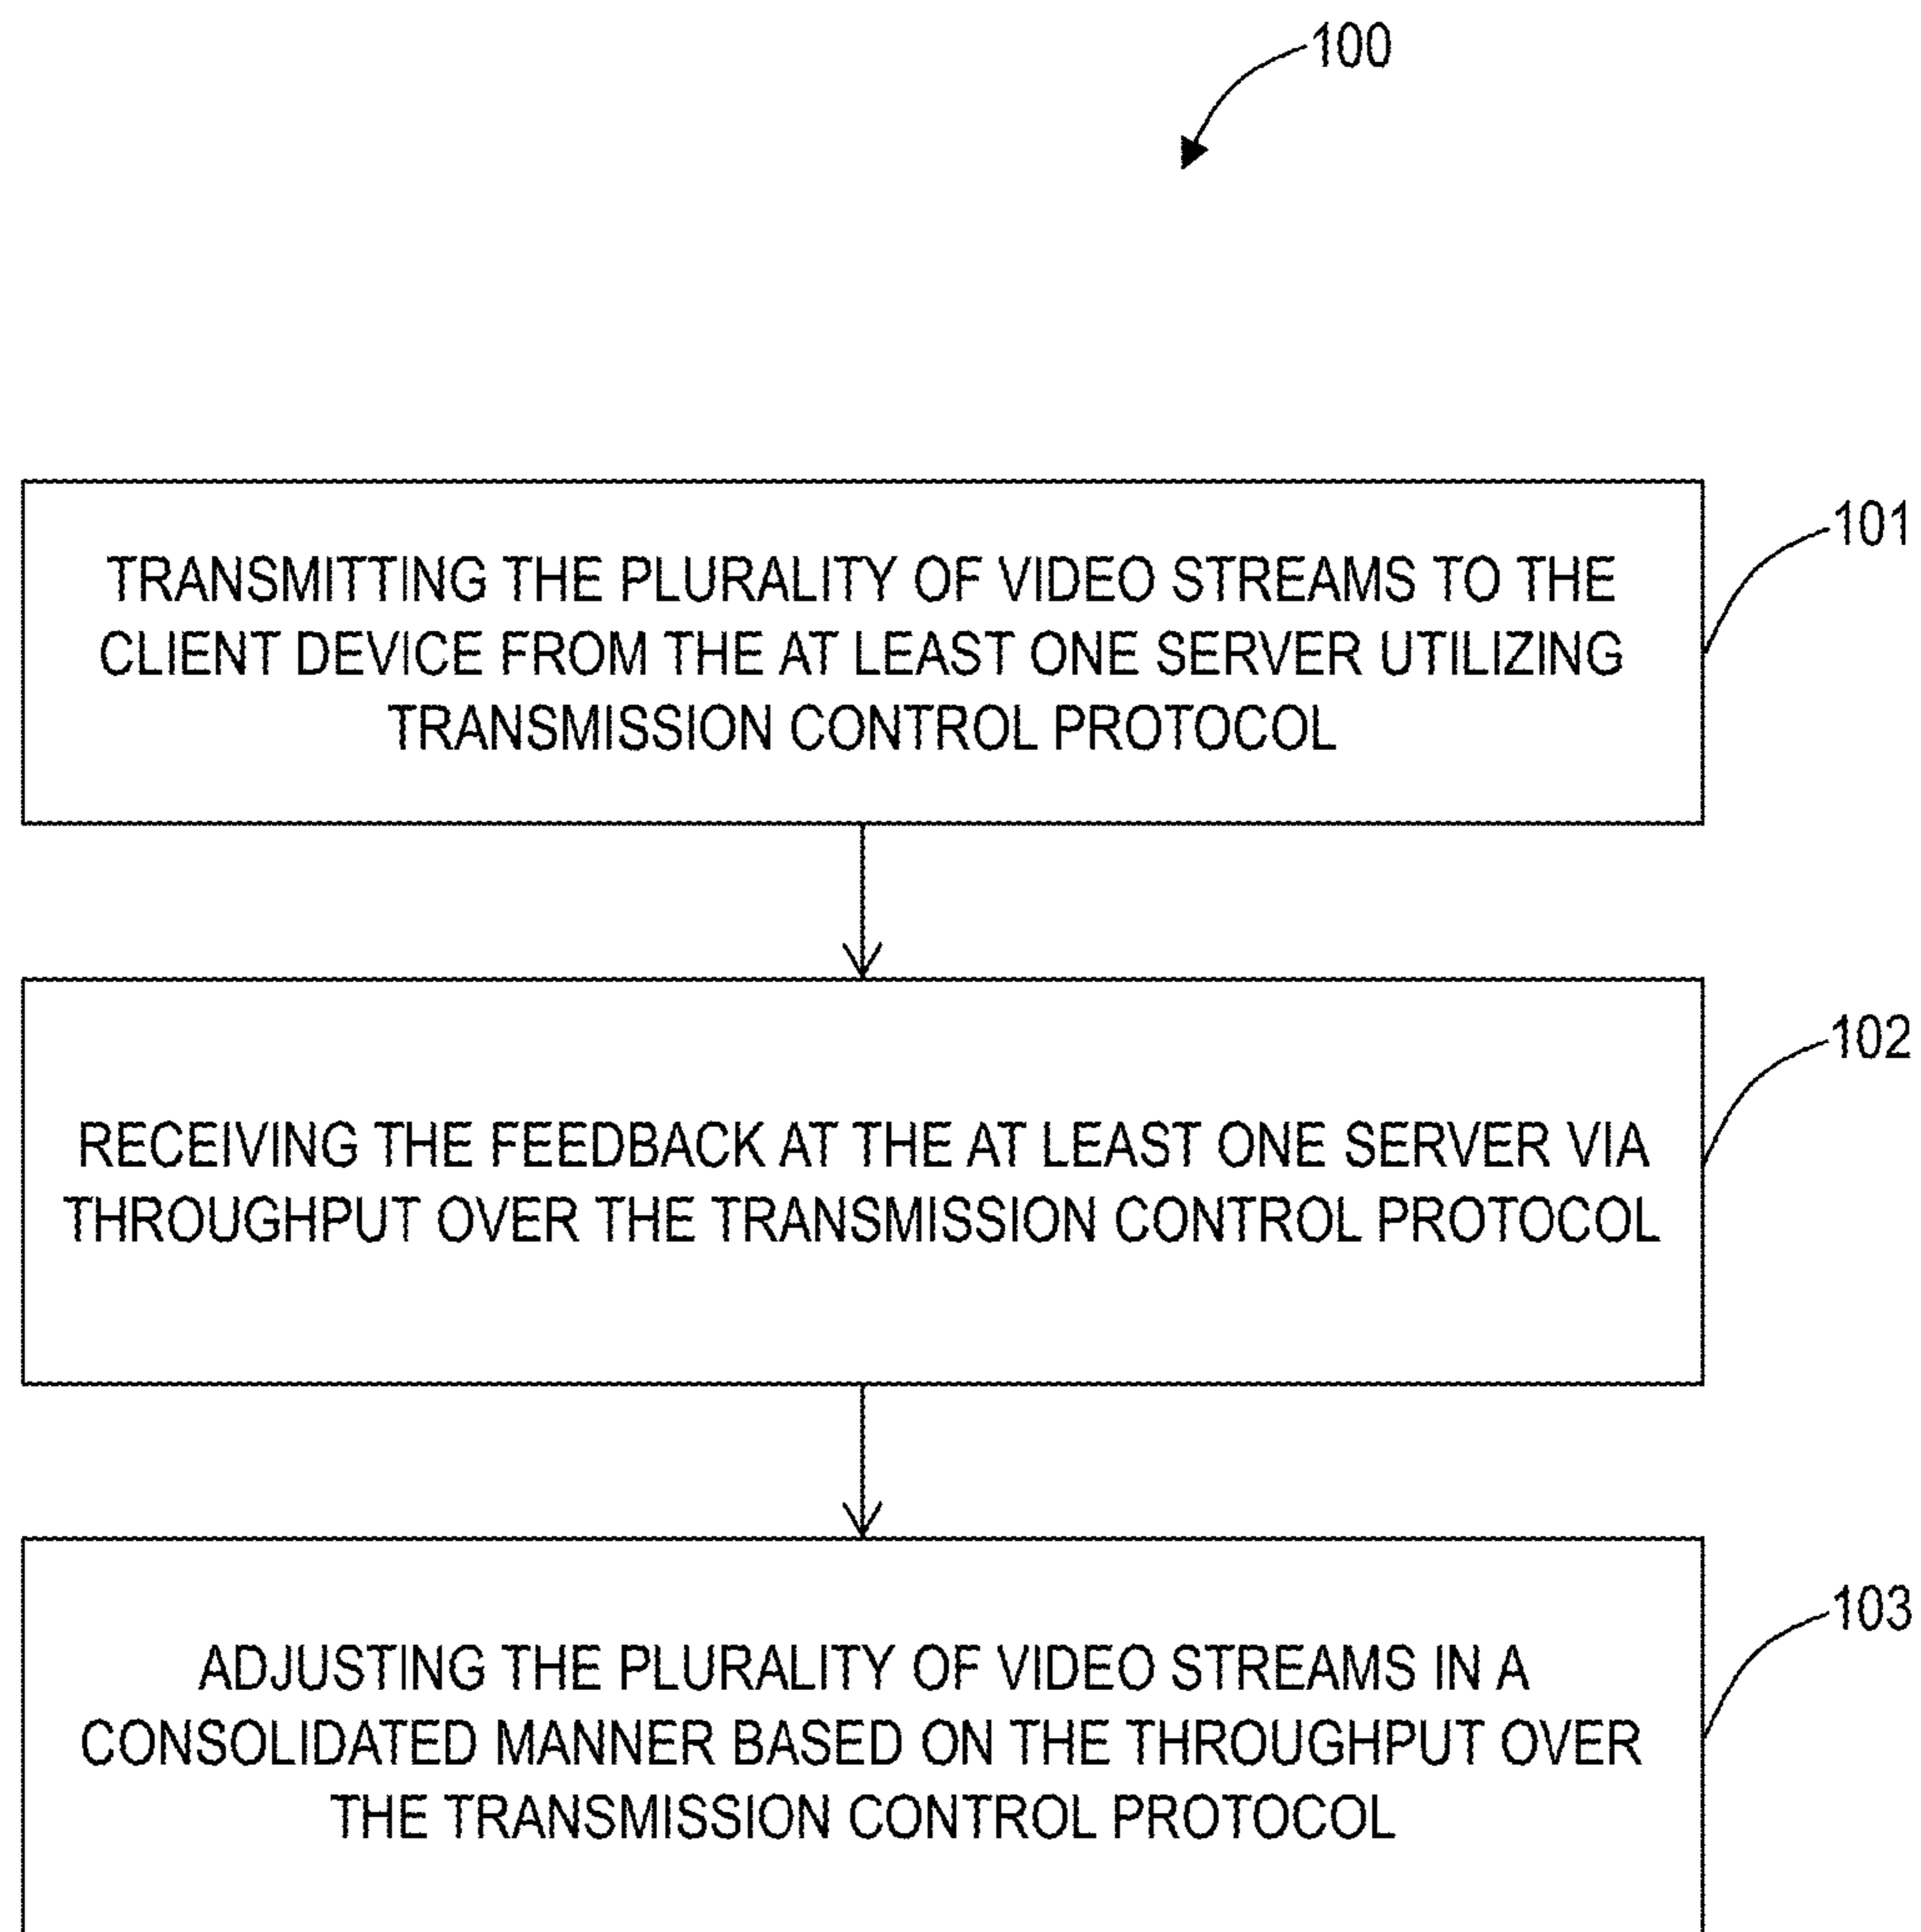 100
101
TRANSMITTING THE PLURALITY OF VIDEO STREAMS TO THE
CLIENT DEVICE FROM THE AT LEAST ONE SERVER UTILIZING
TRANSMISSION CONTROL PROTOCOL
102
RECEIVING THE FEEDBACK AT THE AT LEAST ONE SERVER VIA
THROUGHPUT OVER THE TRANSMISSION CONTROL PROTOCOL
103
ADJUSTING THE PLURALITY OF VIDEO STREAMS IN A
CONSOLIDATED MANNER BASED ON THE THROUGHPUT OVER
THE TRANSMISSION CONTROL PROTOCOL